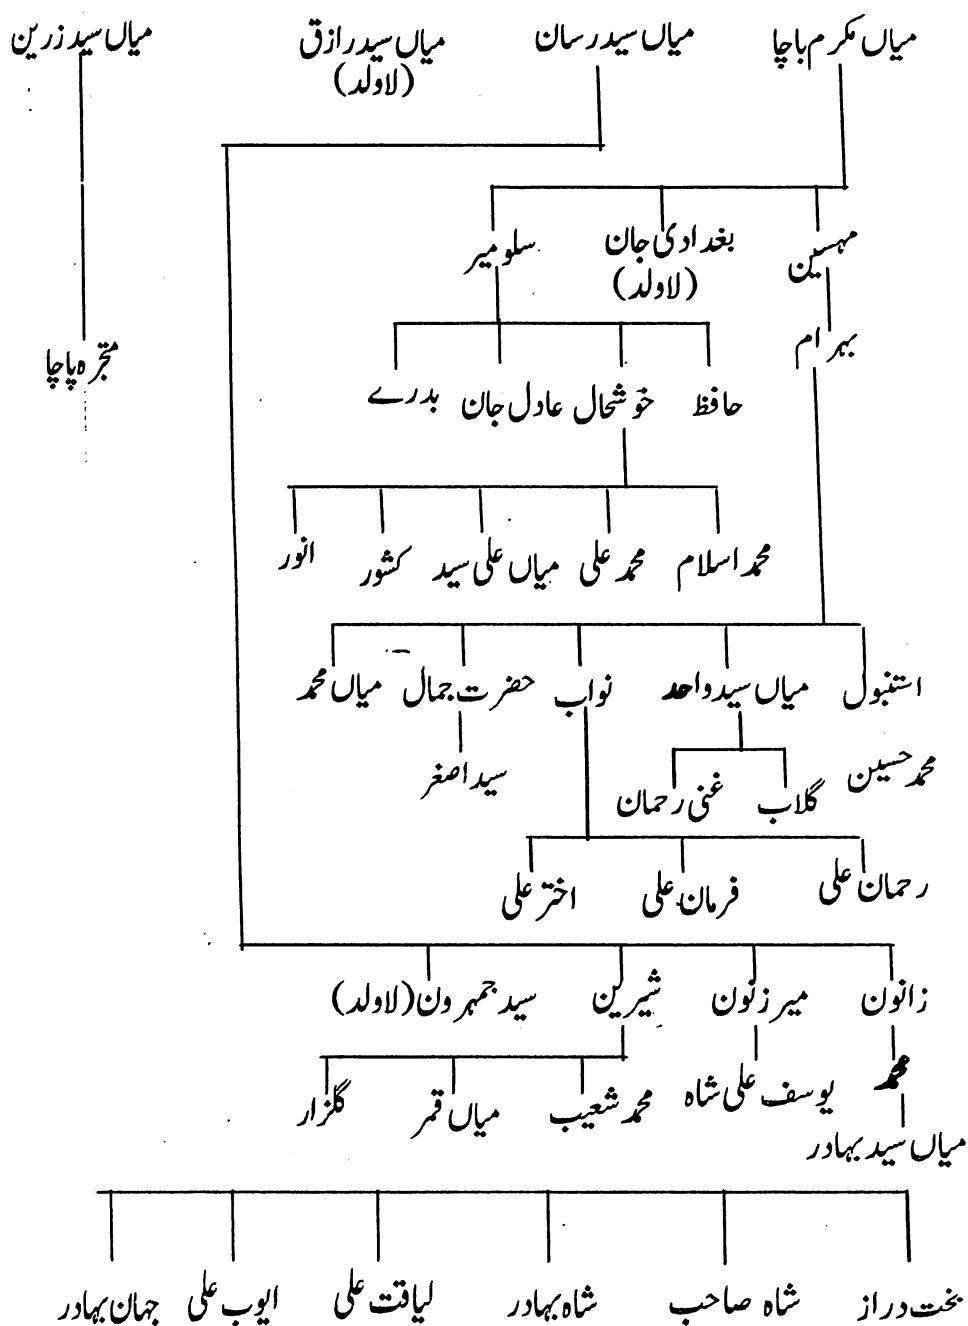 میاں مکرم باچا میاں سید رسان میاں سید رازق میاں سید زرین
(لاولد)
مہسین بغدادی جان سلومیر
(لاولد)
بہرام متجرہ پاچا
حافظ خوشحال عادل جان بدرے
محمد اسلام محمد علی میاں علی سید کشور انور
استنبول میاں سید واحد نواب حضرت جمال میاں محمد
محمد حسین سید اصغر
گلاب غنی رحمان
رحمان علی فرمان علی اختر علی
زانون میر زنون شیرین سید جمہرون (لاولد)
محمد یوسف علی شاہ محمد شعیب میاں قمر گلزار
میاں سید بہادر
بخت دراز شاہ صاحب شاہ بہادر لیاقت علی ایوب علی جہان بہادر